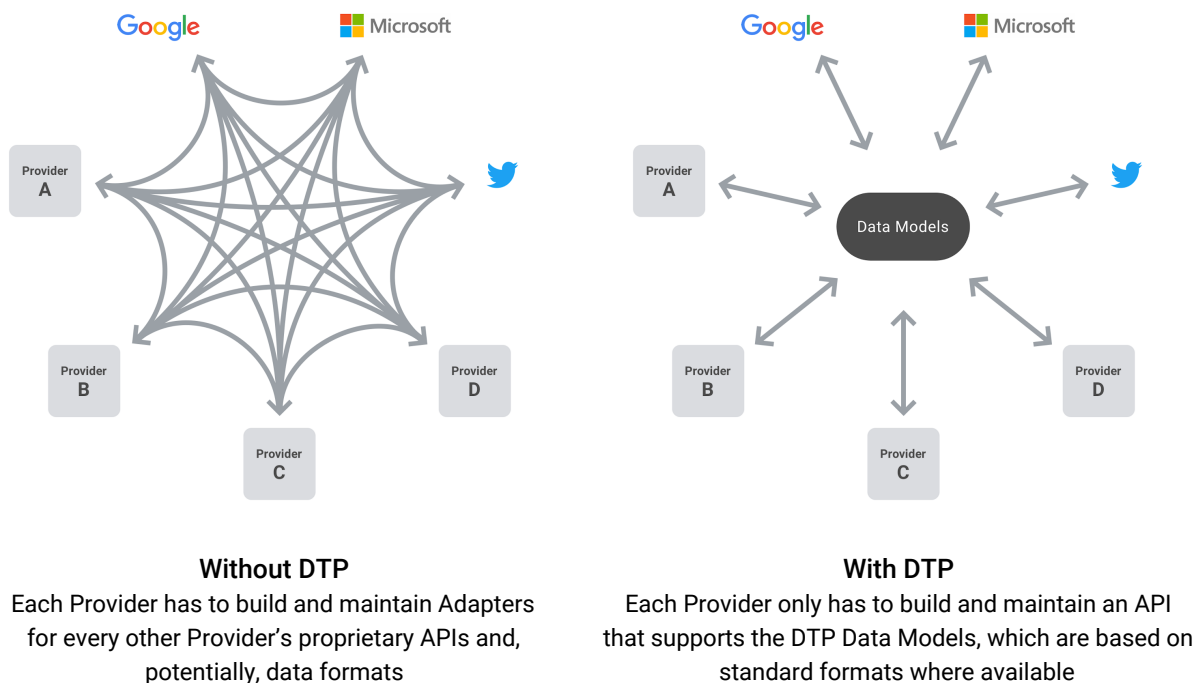 Google
Microsoft
Provider
A
Provider
B
Provider
C
Provider
D
Without DTP
Each Provider has to build and maintain Adapters
for every other Provider’s proprietary APIs and,
potentially, data formats
Google
Microsoft
Provider
A
Data Models
Provider
B
Provider
C
Provider
D
With DTP
Each Provider only has to build and maintain an API
that supports the DTP Data Models, which are based on
standard formats where available